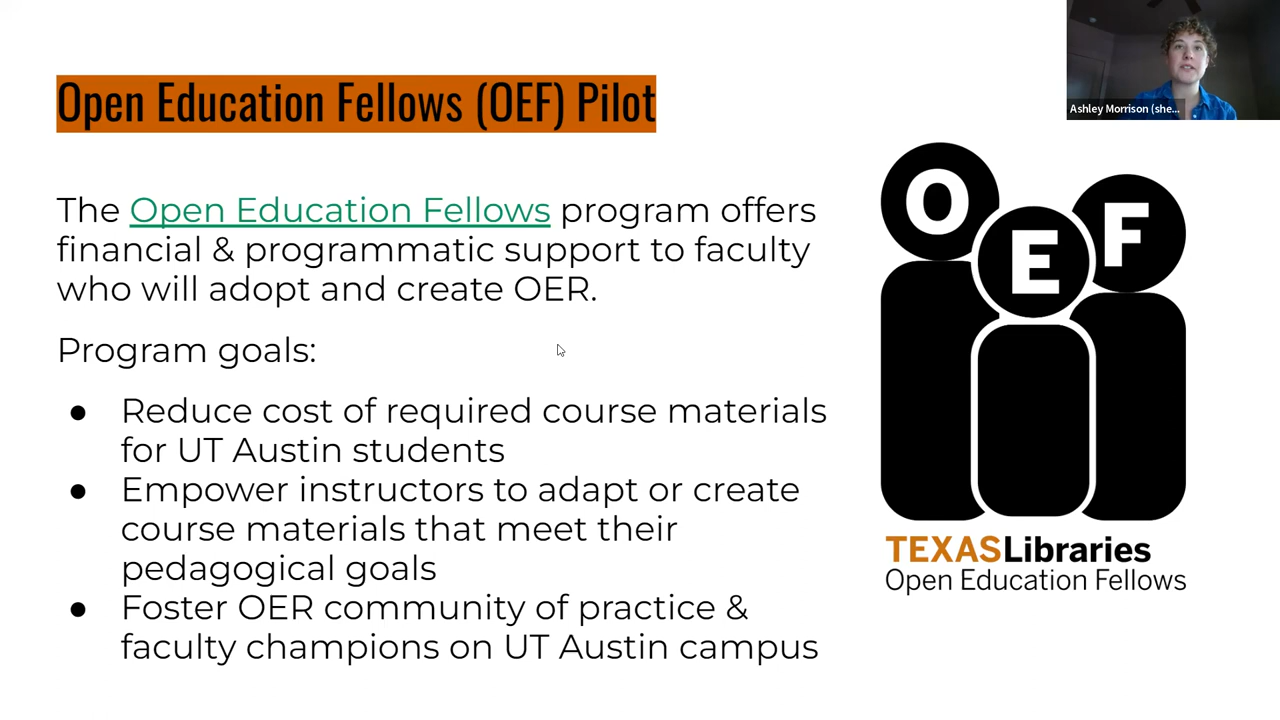 Open Education Fellows (OEF) Pilot
Ashley Morrison (she...
The Open Education Fellows program offers
financial & programmatic support to faculty
who will adopt and create OER.
Program goals:
● Reduce cost of required course materials
for UT Austin students
● Empower instructors to adapt or create
course materials that meet their
pedagogical goals
● Foster OER community of practice &
faculty champions on UT Austin campus
O
E
F
TEXASLibraries
Open Education Fellows